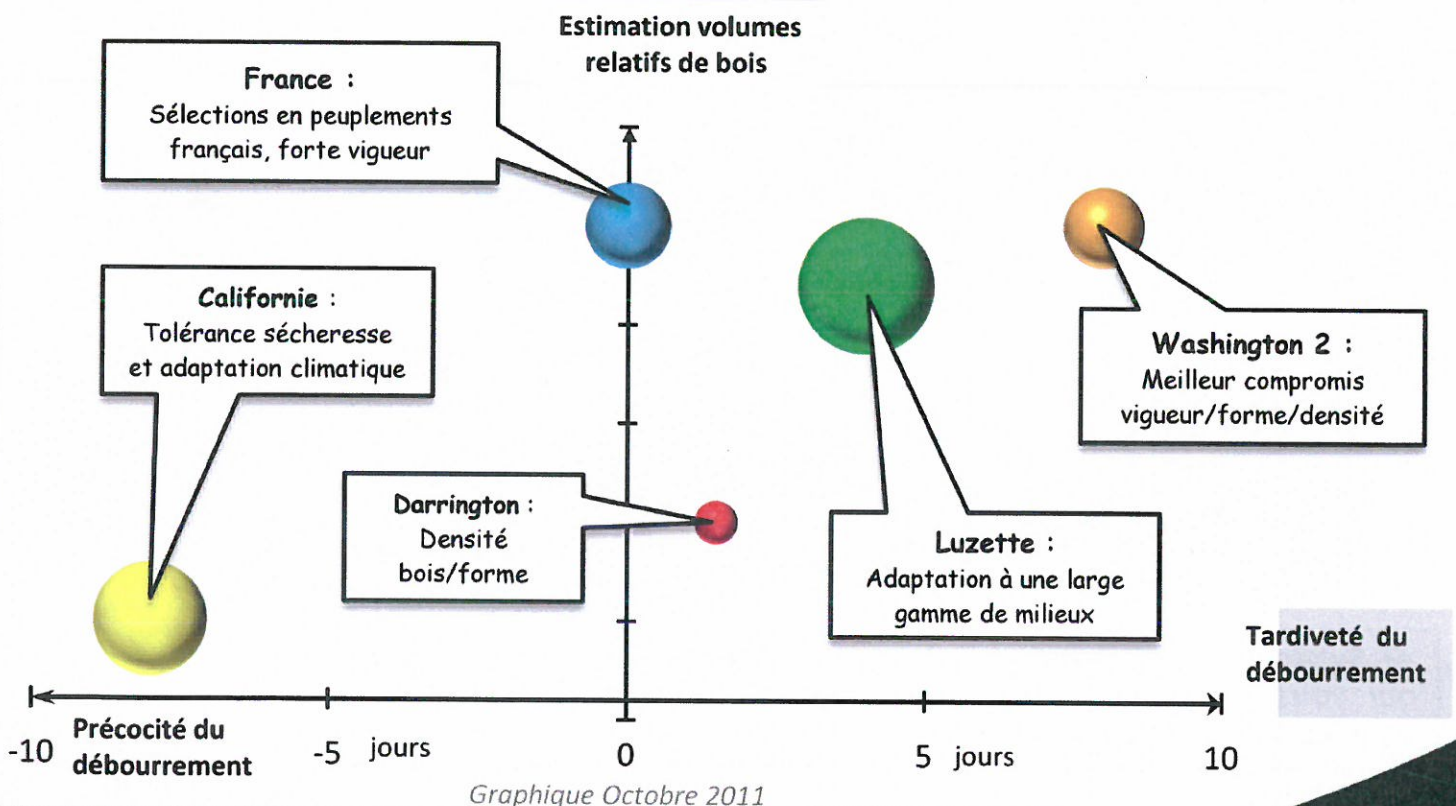 Estimation volumes
relatifs de bois
France :
Sélections en peuplements
français, forte vigueur
Californie :
Tolérance sécheresse
et adaptation climatique
Washington 2 :
Meilleur compromis
vigueur/forme/densité
Darrington :
Densité
bois/forme
Luzette :
Adaptation à une large
gamme de milieux
Tardiveté du
débourrement
Précocité du
débourrement
-10
-5
jours
0
5
jours
10
Graphique Octobre 2011